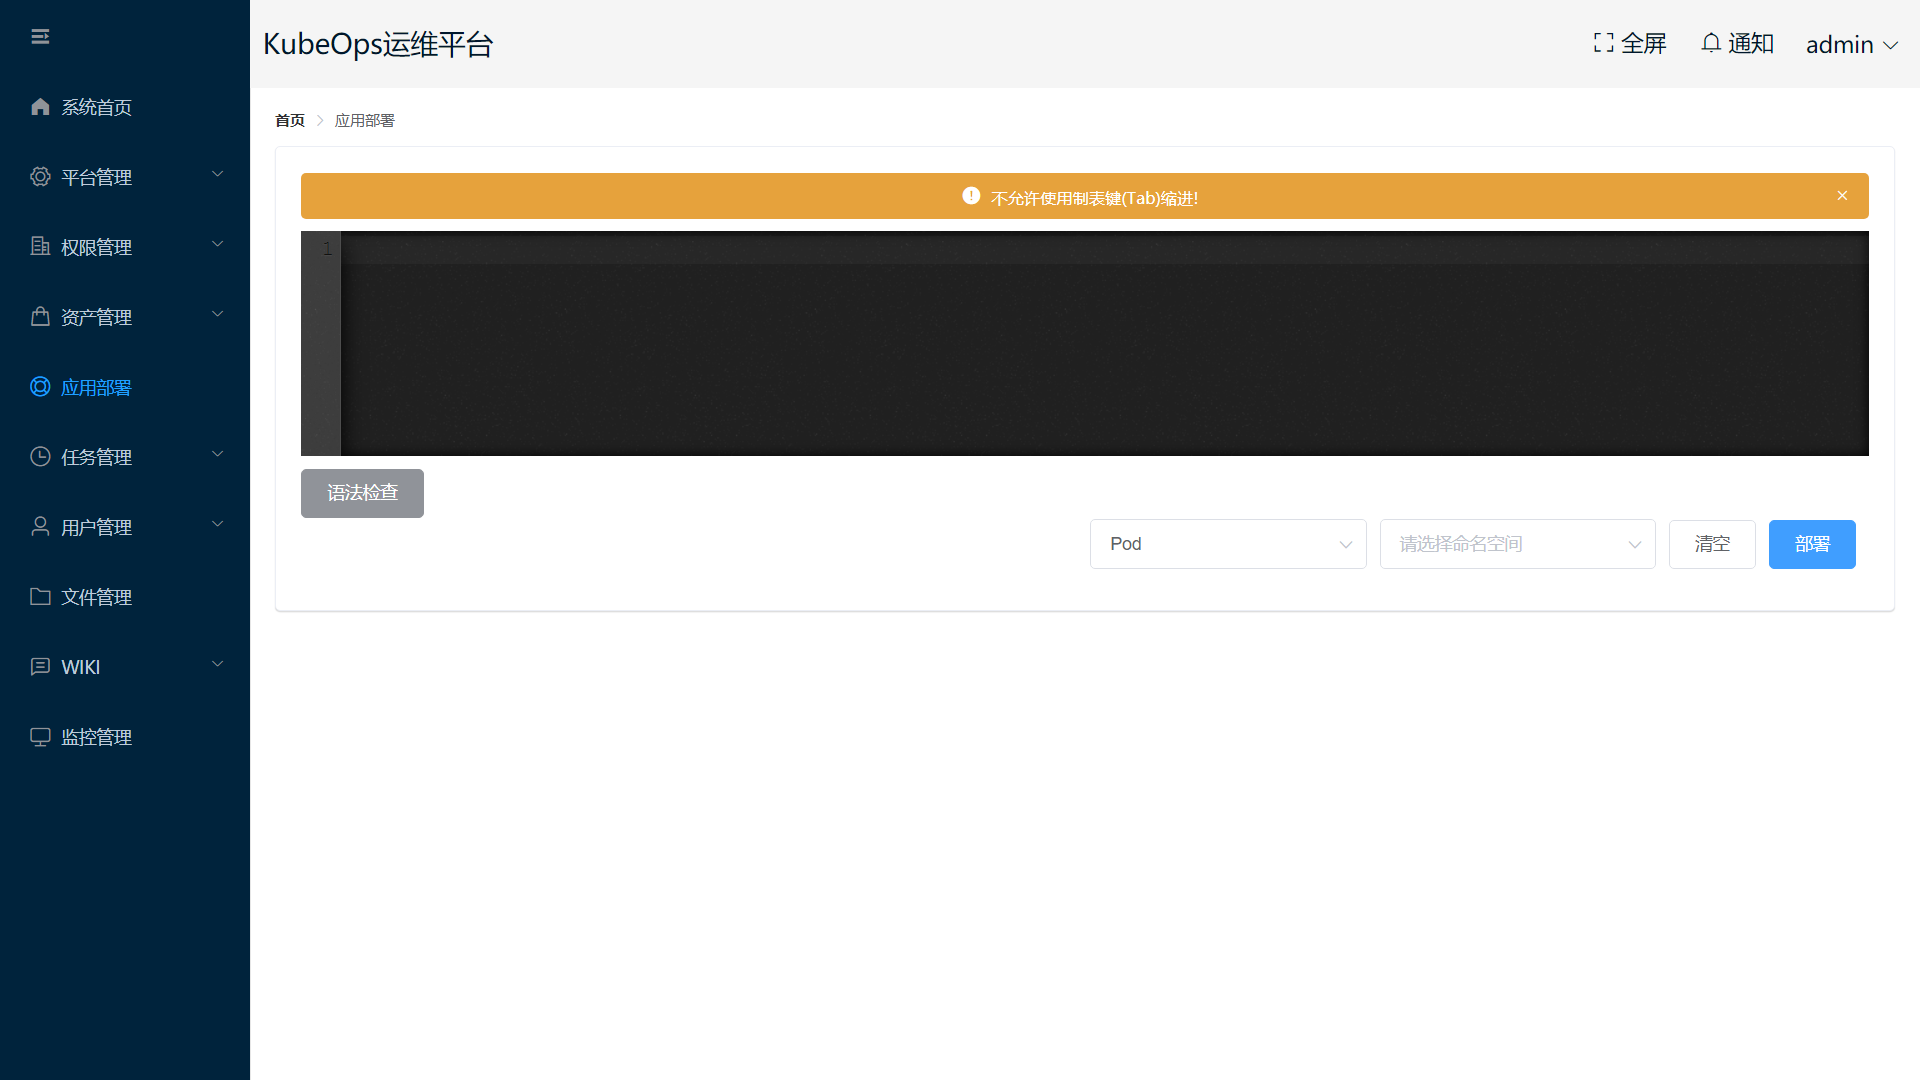 KubeOps运维平台
全屏
通知
admin
系统首页
平台管理
权限管理
资产管理
应用部署
任务管理
用户管理
文件管理
WIKI
监控管理
首页
应用部署
不允许使用制表键(Tab)缩进!
1
语法检查
Pod
请选择命名空间
清空
部署